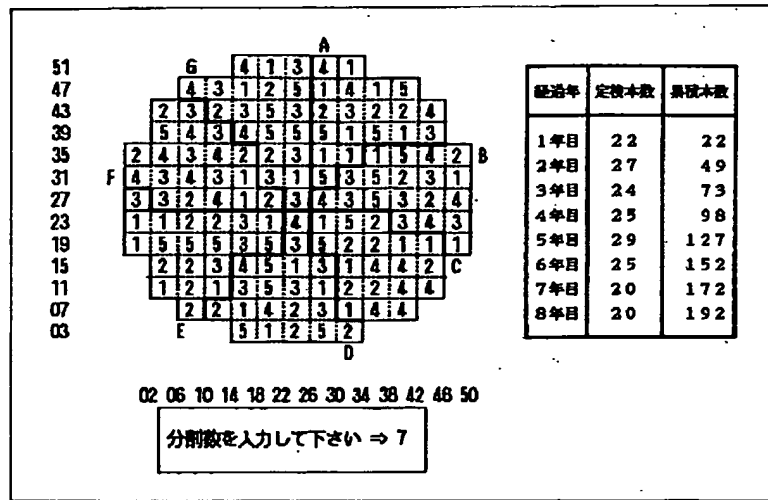 A
51 G 4 1 3 4 1
47 4 3 1 2 5 1 4 1 5
43 2 3 2 3 5 3 2 3 2 2 4
39 5 4 3 4 5 5 5 1 5 1 3
35 2 4 3 4 2 2 3 1 1 1 5 4 2 B
31 F 4 3 4 3 1 3 1 5 3 5 2 3 1
27 3 3 2 4 1 2 3 4 3 5 3 2 4
23 1 1 2 2 3 1 4 1 5 2 3 4 3
19 1 5 5 5 3 5 3 5 2 2 1 1 1
15 2 2 3 4 5 1 3 1 4 4 2 C
11 1 2 1 3 5 3 1 2 2 4 4
07 2 2 1 4 2 3 1 4 4
03 E 5 1 2 5 2
D
02 06 10 14 18 22 26 30 34 38 42 46 50
分割数を入力して下さい ⇒ 7
経過年 定検本数 累積本数
1年目 22 22
2年目 27 49
3年目 24 73
4年目 25 98
5年目 29 127
6年目 25 152
7年目 20 172
8年目 20 192